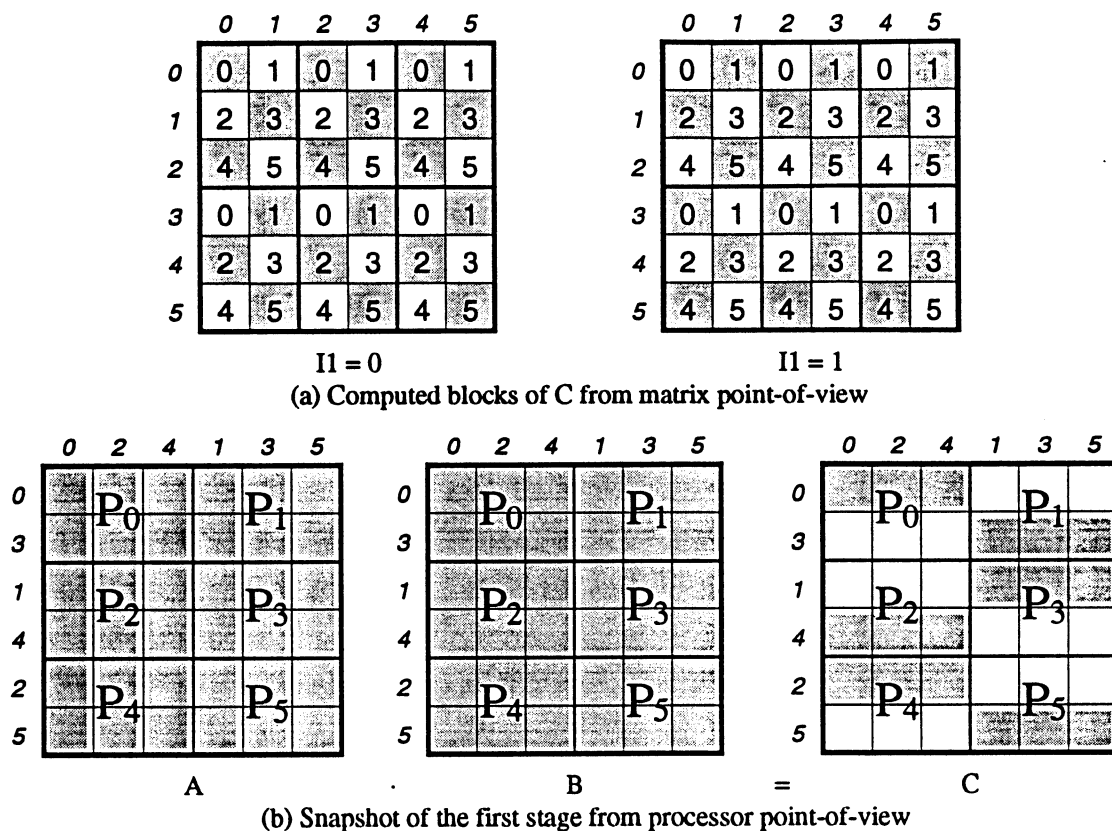 0 1 2 3 4 5 0 1 2 3 4 5
0 0 1 0 1 0 1 0 0 1 0 1 0 1
1 2 3 2 3 2 3 1 2 3 2 3 2 3
2 4 5 4 5 4 5 2 4 5 4 5 4 5
3 0 1 0 1 0 1 3 0 1 0 1 0 1
4 2 3 2 3 2 3 4 2 3 2 3 2 3
5 4 5 4 5 4 5 5 4 5 4 5 4 5
I1 = 0 I1 = 1
(a) Computed blocks of C from matrix point-of-view
0 2 4 1 3 5 0 2 4 1 3 5 0 2 4 1 3 5
0 P0 P1 0 P0 P1 0 P0 P1
3 3 3
1 P2 P3 1 P2 P3 1 P2 P3
4 4 4
2 P4 P5 2 P4 P5 2 P4 P5
5 5 5
A · B = C
(b) Snapshot of the first stage from processor point-of-view